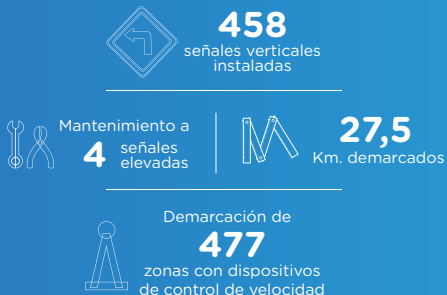 458
señales verticales
instaladas
Mantenimiento a
4 señales
elevadas
27,5
Km. demarcados
Demarcación de
477
zonas con dispositivos
de control de velocidad